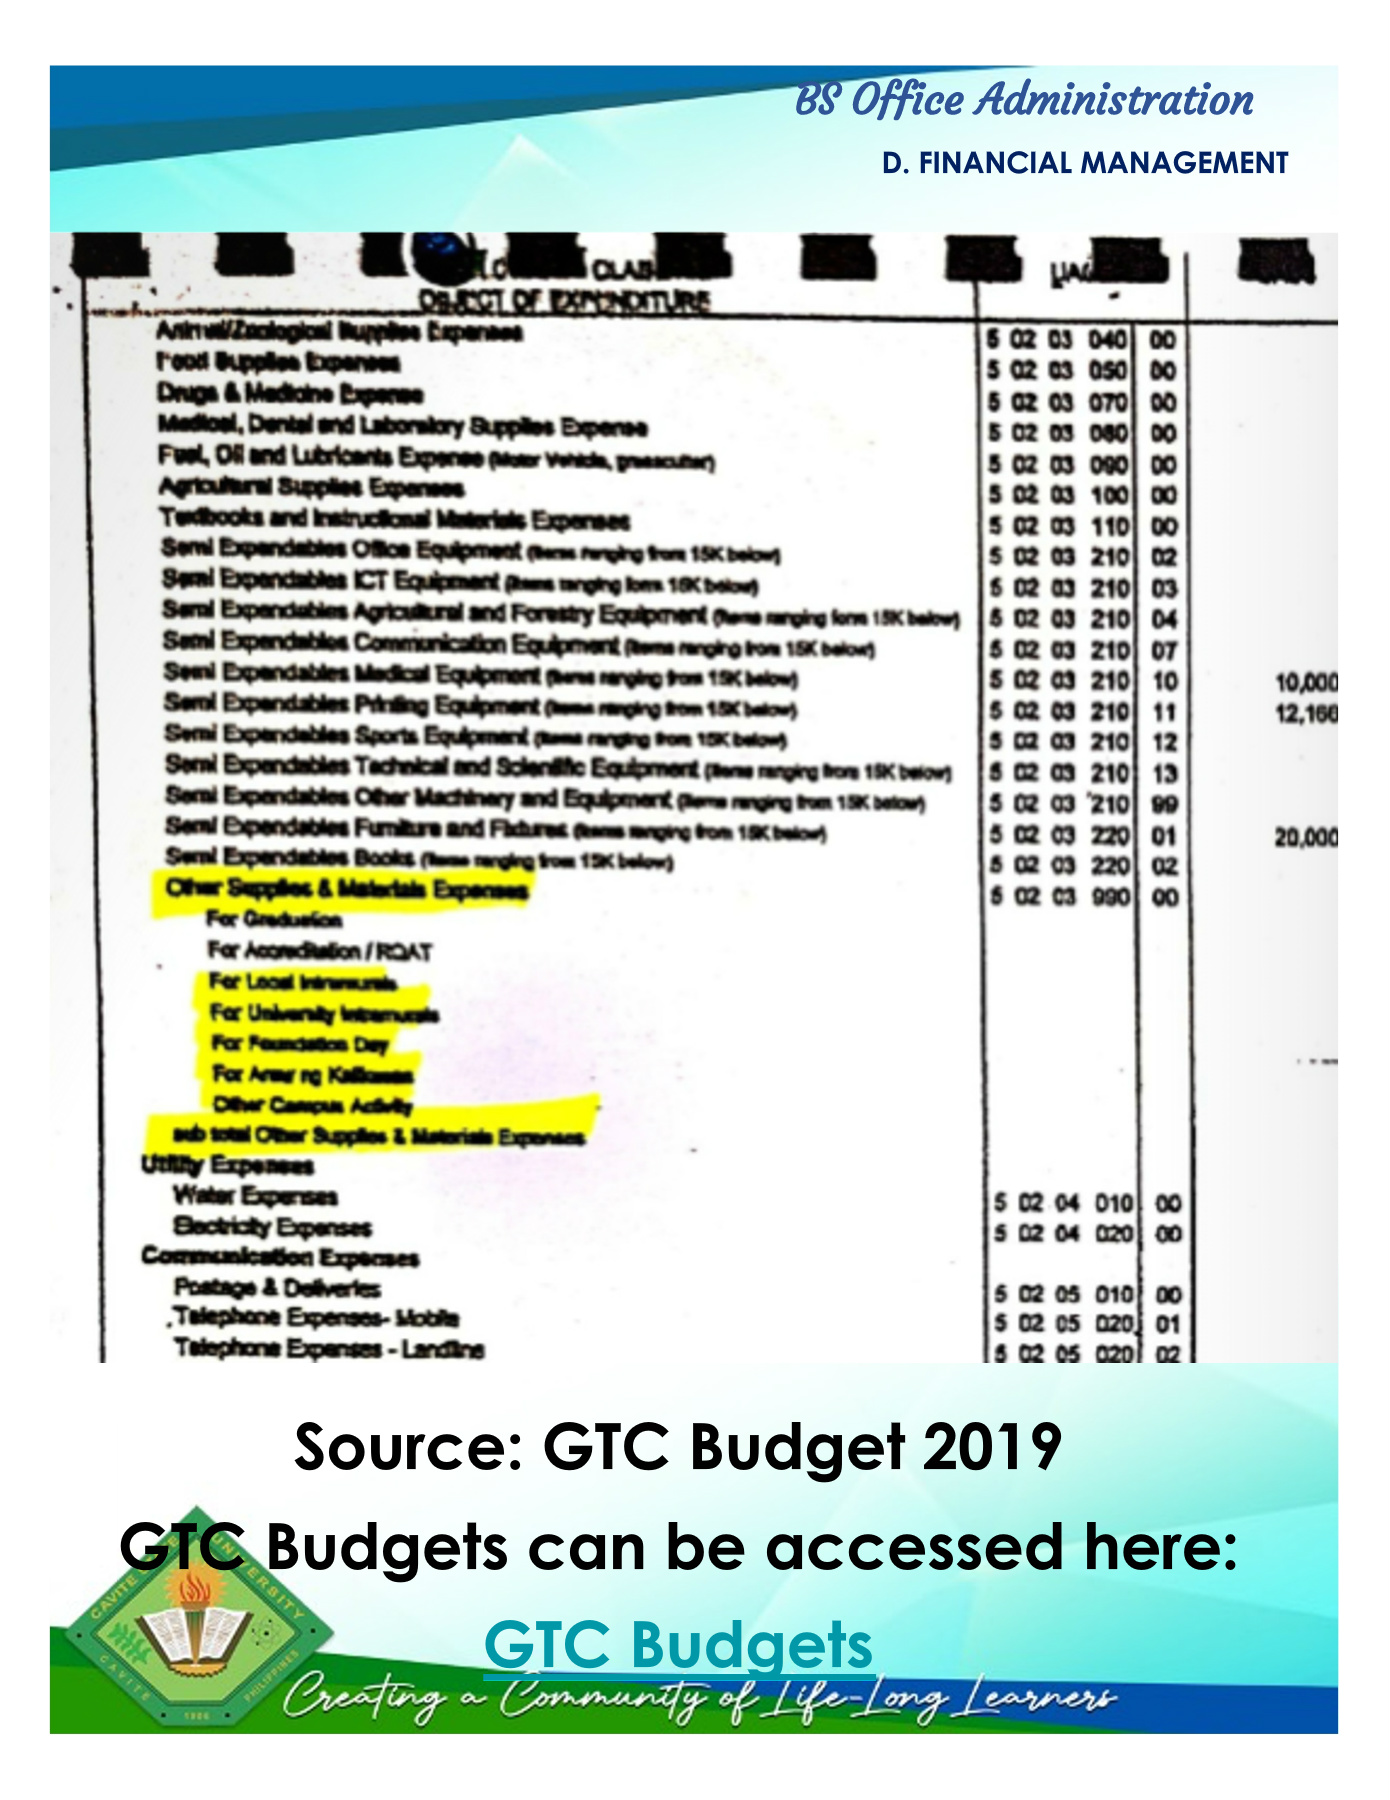 BS Office Administration
D. FINANCIAL MANAGEMENT
OBJECT OF EXPENDITURE
Animal/Zoological Supplies Expenses 5 02 03 040 00
Food Supplies Expenses 5 02 03 050 00
Drugs & Medicine Expense 5 02 03 070 00
Medical, Dental and Laboratory Supplies Expense 5 02 03 080 00
Fuel, Oil and Lubricants Expense (Motor Vehicle, grasscutter) 5 02 03 090 00
Agricultural Supplies Expenses 5 02 03 100 00
Textbooks and Instructional Materials Expenses 5 02 03 110 00
Semi Expendables Office Equipment (items ranging from 15K below) 5 02 03 210 02
Semi Expendables ICT Equipment (items ranging form 15K below) 5 02 03 210 03
Semi Expendables Agricultural and Forestry Equipment (items ranging form 15K below) 5 02 03 210 04
Semi Expendables Communication Equipment (items ranging from 15K below) 5 02 03 210 07
Semi Expendables Medical Equipment (items ranging from 15K below) 5 02 03 210 10 10,000
Semi Expendables Printing Equipment (items ranging from 15K below) 5 02 03 210 11 12,160
Semi Expendables Sports Equipment (items ranging from 15K below) 5 02 03 210 12
Semi Expendables Technical and Scientific Equipment (items ranging from 15K below) 5 02 03 210 13
Semi Expendables Other Machinery and Equipment (items ranging from 15K below) 5 02 03 210 99
Semi Expendables Furniture and Fixtures (items ranging from 15K below) 5 02 03 220 01 20,000
Semi Expendables Books (items ranging from 15K below) 5 02 03 220 02
Other Supplies & Materials Expenses 5 02 03 990 00
For Graduation
For Accreditation / RQAT
For Local Intramurals
For University Intramurals
For Foundation Day
For Araw ng Kalikasan
Other Campus Activity
sub total Other Supplies & Materials Expenses
Utility Expenses
Water Expenses 5 02 04 010 00
Electricity Expenses 5 02 04 020 00
Communication Expenses
Postage & Deliveries 5 02 05 010 00
Telephone Expenses- Mobile 5 02 05 020 01
Telephone Expenses - Landline 5 02 05 020 02
Source: GTC Budget 2019
GTC Budgets can be accessed here:
GTC Budgets
CAVITE UNIVERSITY
CAVITE PHILIPPINES
1906
Creating a Community of Life-Long Learners